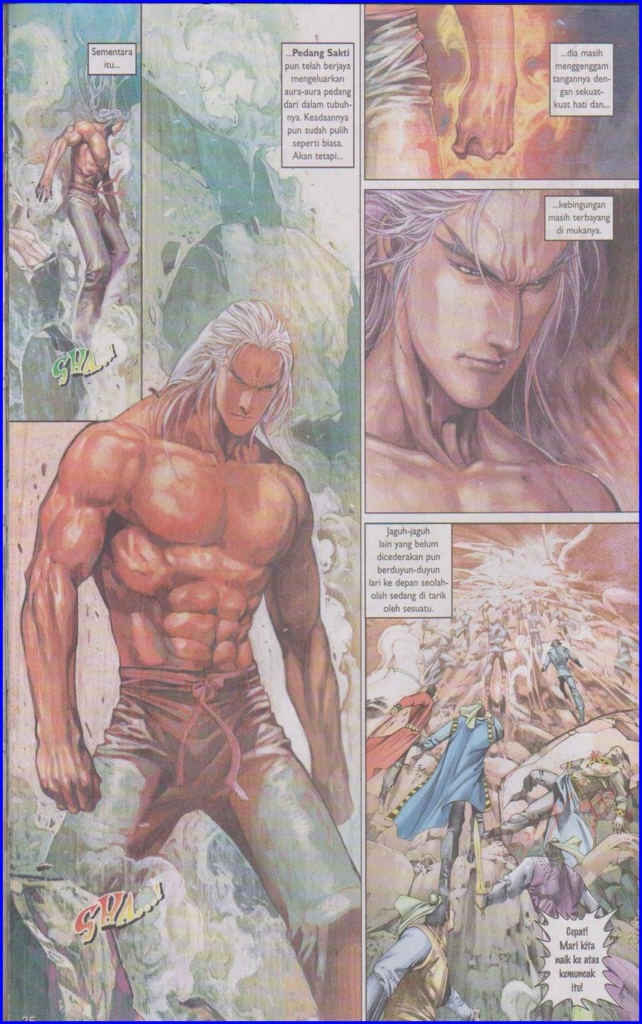 Sementara
itu...
SHA...!
...Pedang Sakti
pun telah berjaya
mengeluarkan
aura-aura pedang
dari dalam tubuh-
nya. Keadaannya
pun sudah pulih
seperti biasa.
Akan tetapi...
SHA...!
...dia masih
menggenggam
tangannya den-
gan sekuat-
kuat hati dan...
...kebingungan
masih terbayang
di mukanya.
Jaguh-jaguh
lain yang belum
dicederakan pun
berduyun-duyun
lari ke depan seolah-
olah sedang di tarik
oleh sesuatu.
Cepat!
Mari kita
naik ke atas
kemuncak
itu!